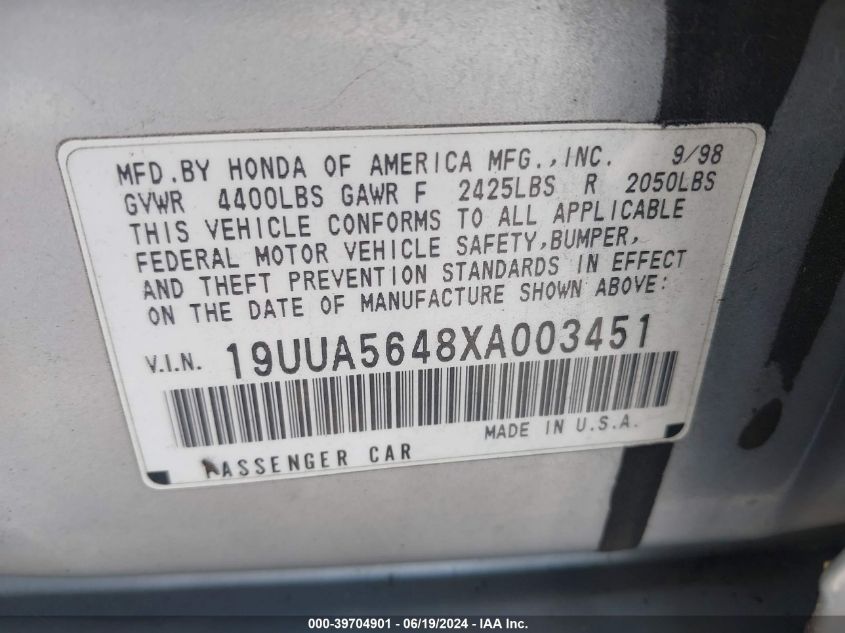 MFD.BY HONDA OF AMERICA MFG.,INC. 9/98
GVWR 4400LBS GAWR F 2425LBS R 2050LBS
THIS VEHICLE CONFORMS TO ALL APPLICABLE
FEDERAL MOTOR VEHICLE SAFETY,BUMPER,
AND THEFT PREVENTION STANDARDS IN EFFECT
ON THE DATE OF MANUFACTURE SHOWN ABOVE:
V.I.N. 19UUA5648XA003451
MADE IN U.S.A.
PASSENGER CAR
000-39704901 - 06/19/2024 - IAA Inc.